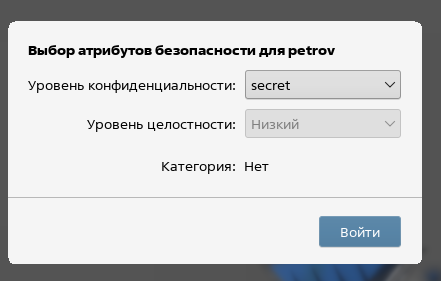 Выбор атрибутов безопасности для petrov
Уровень конфиденциальности: secret
Уровень целостности: Низкий
Категория: Нет
Войти